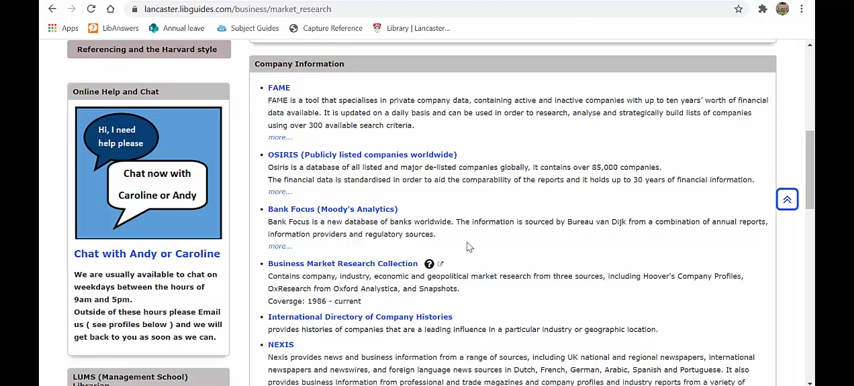 lancaster.libguides.com/business/market_research
Apps
LibAnswers
Annual leave
Subject Guides
Capture Reference
Library | Lancaster...
Referencing and the Harvard style
Online Help and Chat
Hi, I need
help please
Chat now with
Caroline or Andy
Chat with Andy or Caroline
We are usually available to chat on
weekdays between the hours of
9am and 5pm.
Outside of these hours please Email
us ( see profiles below ) and we will
get back to you as soon as we can.
LUMS (Management School)
Librarian
Company Information
FAME
FAME is a tool that specialises in private company data, containing active and inactive companies with up to ten years' worth of financial
data available. It is updated on a daily basis and can be used in order to research, analyse and strategically build lists of companies
using over 300 available search criteria.
more...
OSIRIS (Publicly listed companies worldwide)
Osiris is a database of all listed and major de-listed companies globally, it contains over 85,000 companies.
The financial data is standardised in order to aid the comparability of the reports and it holds up to 30 years of financial information.
more...
Bank Focus (Moody's Analytics)
Bank Focus is a new database of banks worldwide. The information is sourced by Bureau van Dijk from a combination of annual reports,
information providers and regulatory sources.
more...
Business Market Research Collection ?
Contains company, industry, economic and geopolitical market research from three sources, including Hoover's Company Profiles,
OxResearch from Oxford Analytica, and Snapshots.
Coversge: 1986 - current
International Directory of Company Histories
provides histories of companies that are a leading influence in a particular industry or geographic location.
NEXIS
Nexis provides news and business information from a range of sources, including UK national and regional newspapers, international
newspapers and newswires, and foreign language news sources in Dutch, French, German, Arabic, Spanish and Portuguese. It also
provides business information from professional and trade magazines and company profiles and industry reports from a variety of